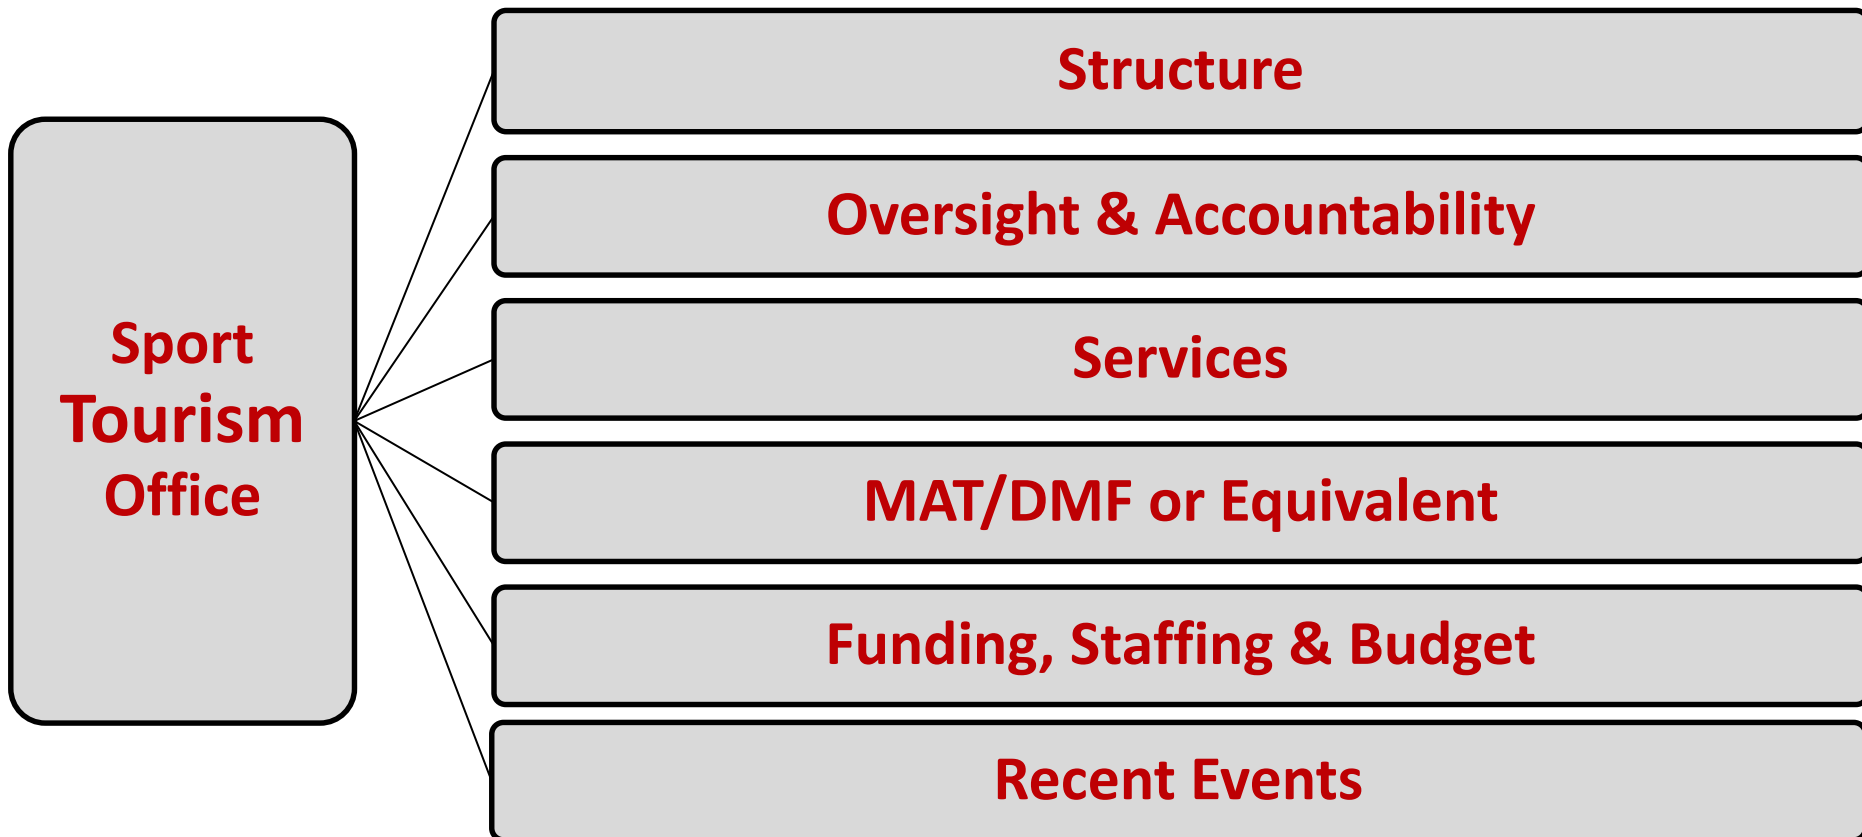 Sport
Tourism
Office
Structure
Oversight & Accountability
Services
MAT/DMF or Equivalent
Funding, Staffing & Budget
Recent Events